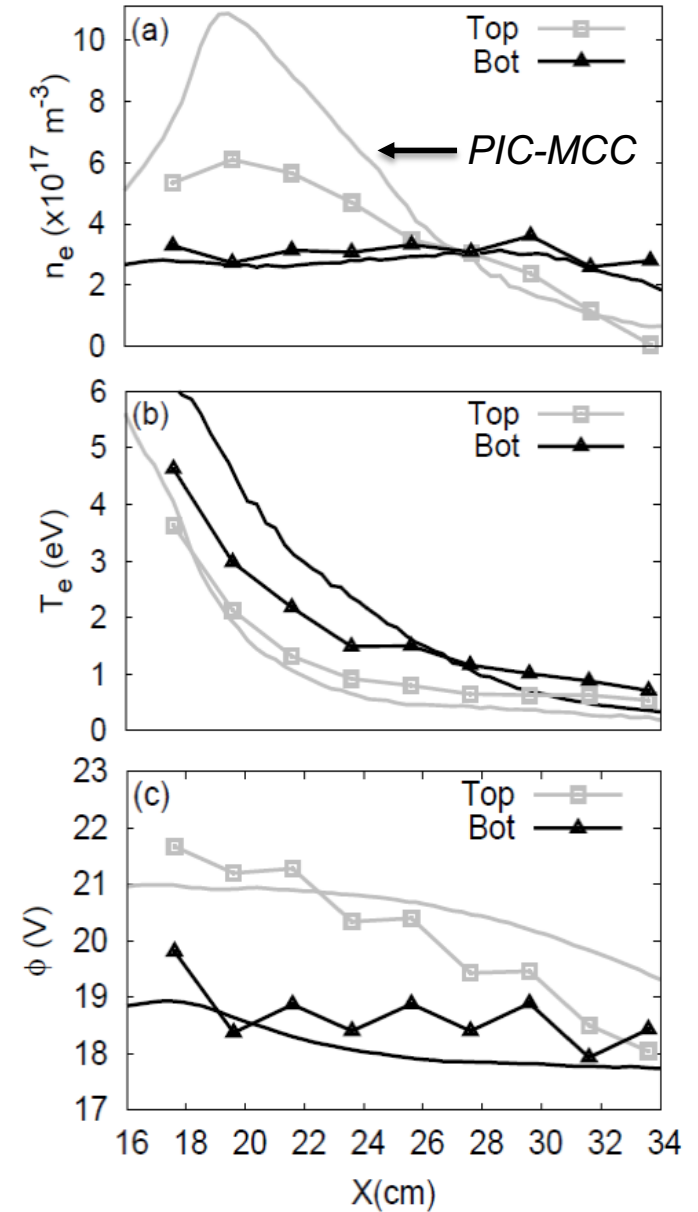 (a)
Top
Bot
PIC-MCC
n_e (x10^17 m^-3)
10
8
6
4
2
0
(b)
Top
Bot
T_e (eV)
6
5
4
3
2
1
0
(c)
Top
Bot
ϕ (V)
23
22
21
20
19
18
17
16 18 20 22 24 26 28 30 32 34
X(cm)